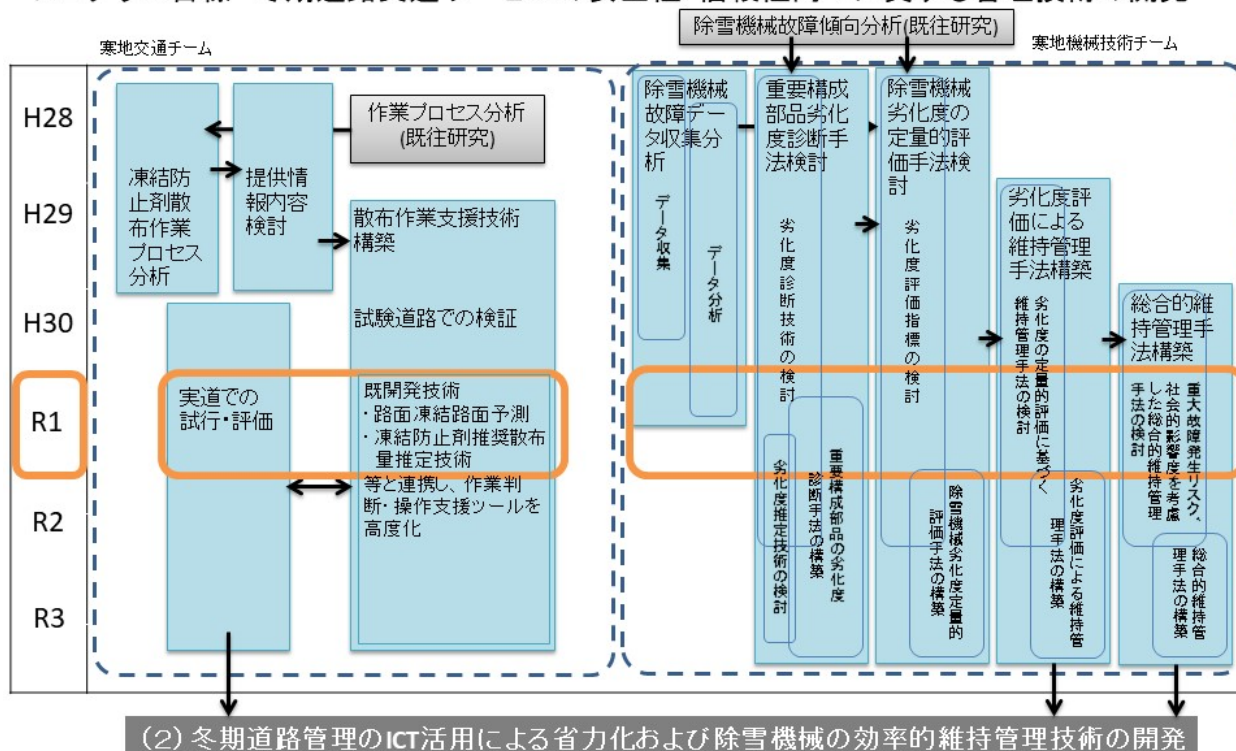 寒地交通チーム
除雪機械故障傾向分析(既往研究)
寒地機械技術チーム
H28
H29
H30
R1
R2
R3
凍結防
止剤散
布作業
プロセス
分析
提供情
報内容
検討
作業プロセス分析
(既往研究)
散布作業支援技術
構築
試験道路での検証
実道での
試行・評価
既開発技術
・路面凍結路面予測
・凍結防止剤推奨散布
量推定技術
等と連携し、作業判
断・操作支援ツールを
高度化
除雪機械
故障データ
収集分
析
データ収集
データ分析
重要構成
部品劣化
度診断手
法検討
劣化度診断技術の検討
劣化度推定技術の検討
重要構成部品の劣化度
診断手法の構築
除雪機械
劣化度の
定量的評
価手法検
討
劣化度評価指標の検討
除雪機械劣化度定量的
評価手法の構築
劣化度評
価による
維持管理
手法構築
劣化度の定量的評価に基づく
維持管理手法の検討
劣化度評価による維持管
理手法の構築
総合的維
持管理手
法構築
重大故障発生リスク、
社会的影響度を考慮
した総合的維持管理
手法の検討
総合的維持管
理手法の構築
(2)冬期道路管理のICT活用による省力化および除雪機械の効率的維持管理技術の開発